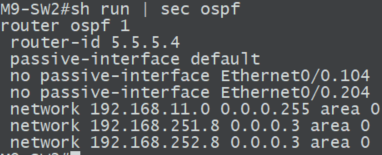 M9-SW2#sh run | sec ospf
router ospf 1
router-id 5.5.5.4
passive-interface default
no passive-interface Ethernet0/0.104
no passive-interface Ethernet0/0.204
network 192.168.11.0 0.0.0.255 area 0
network 192.168.251.8 0.0.0.3 area 0
network 192.168.252.8 0.0.0.3 area 0
M9-SW2#